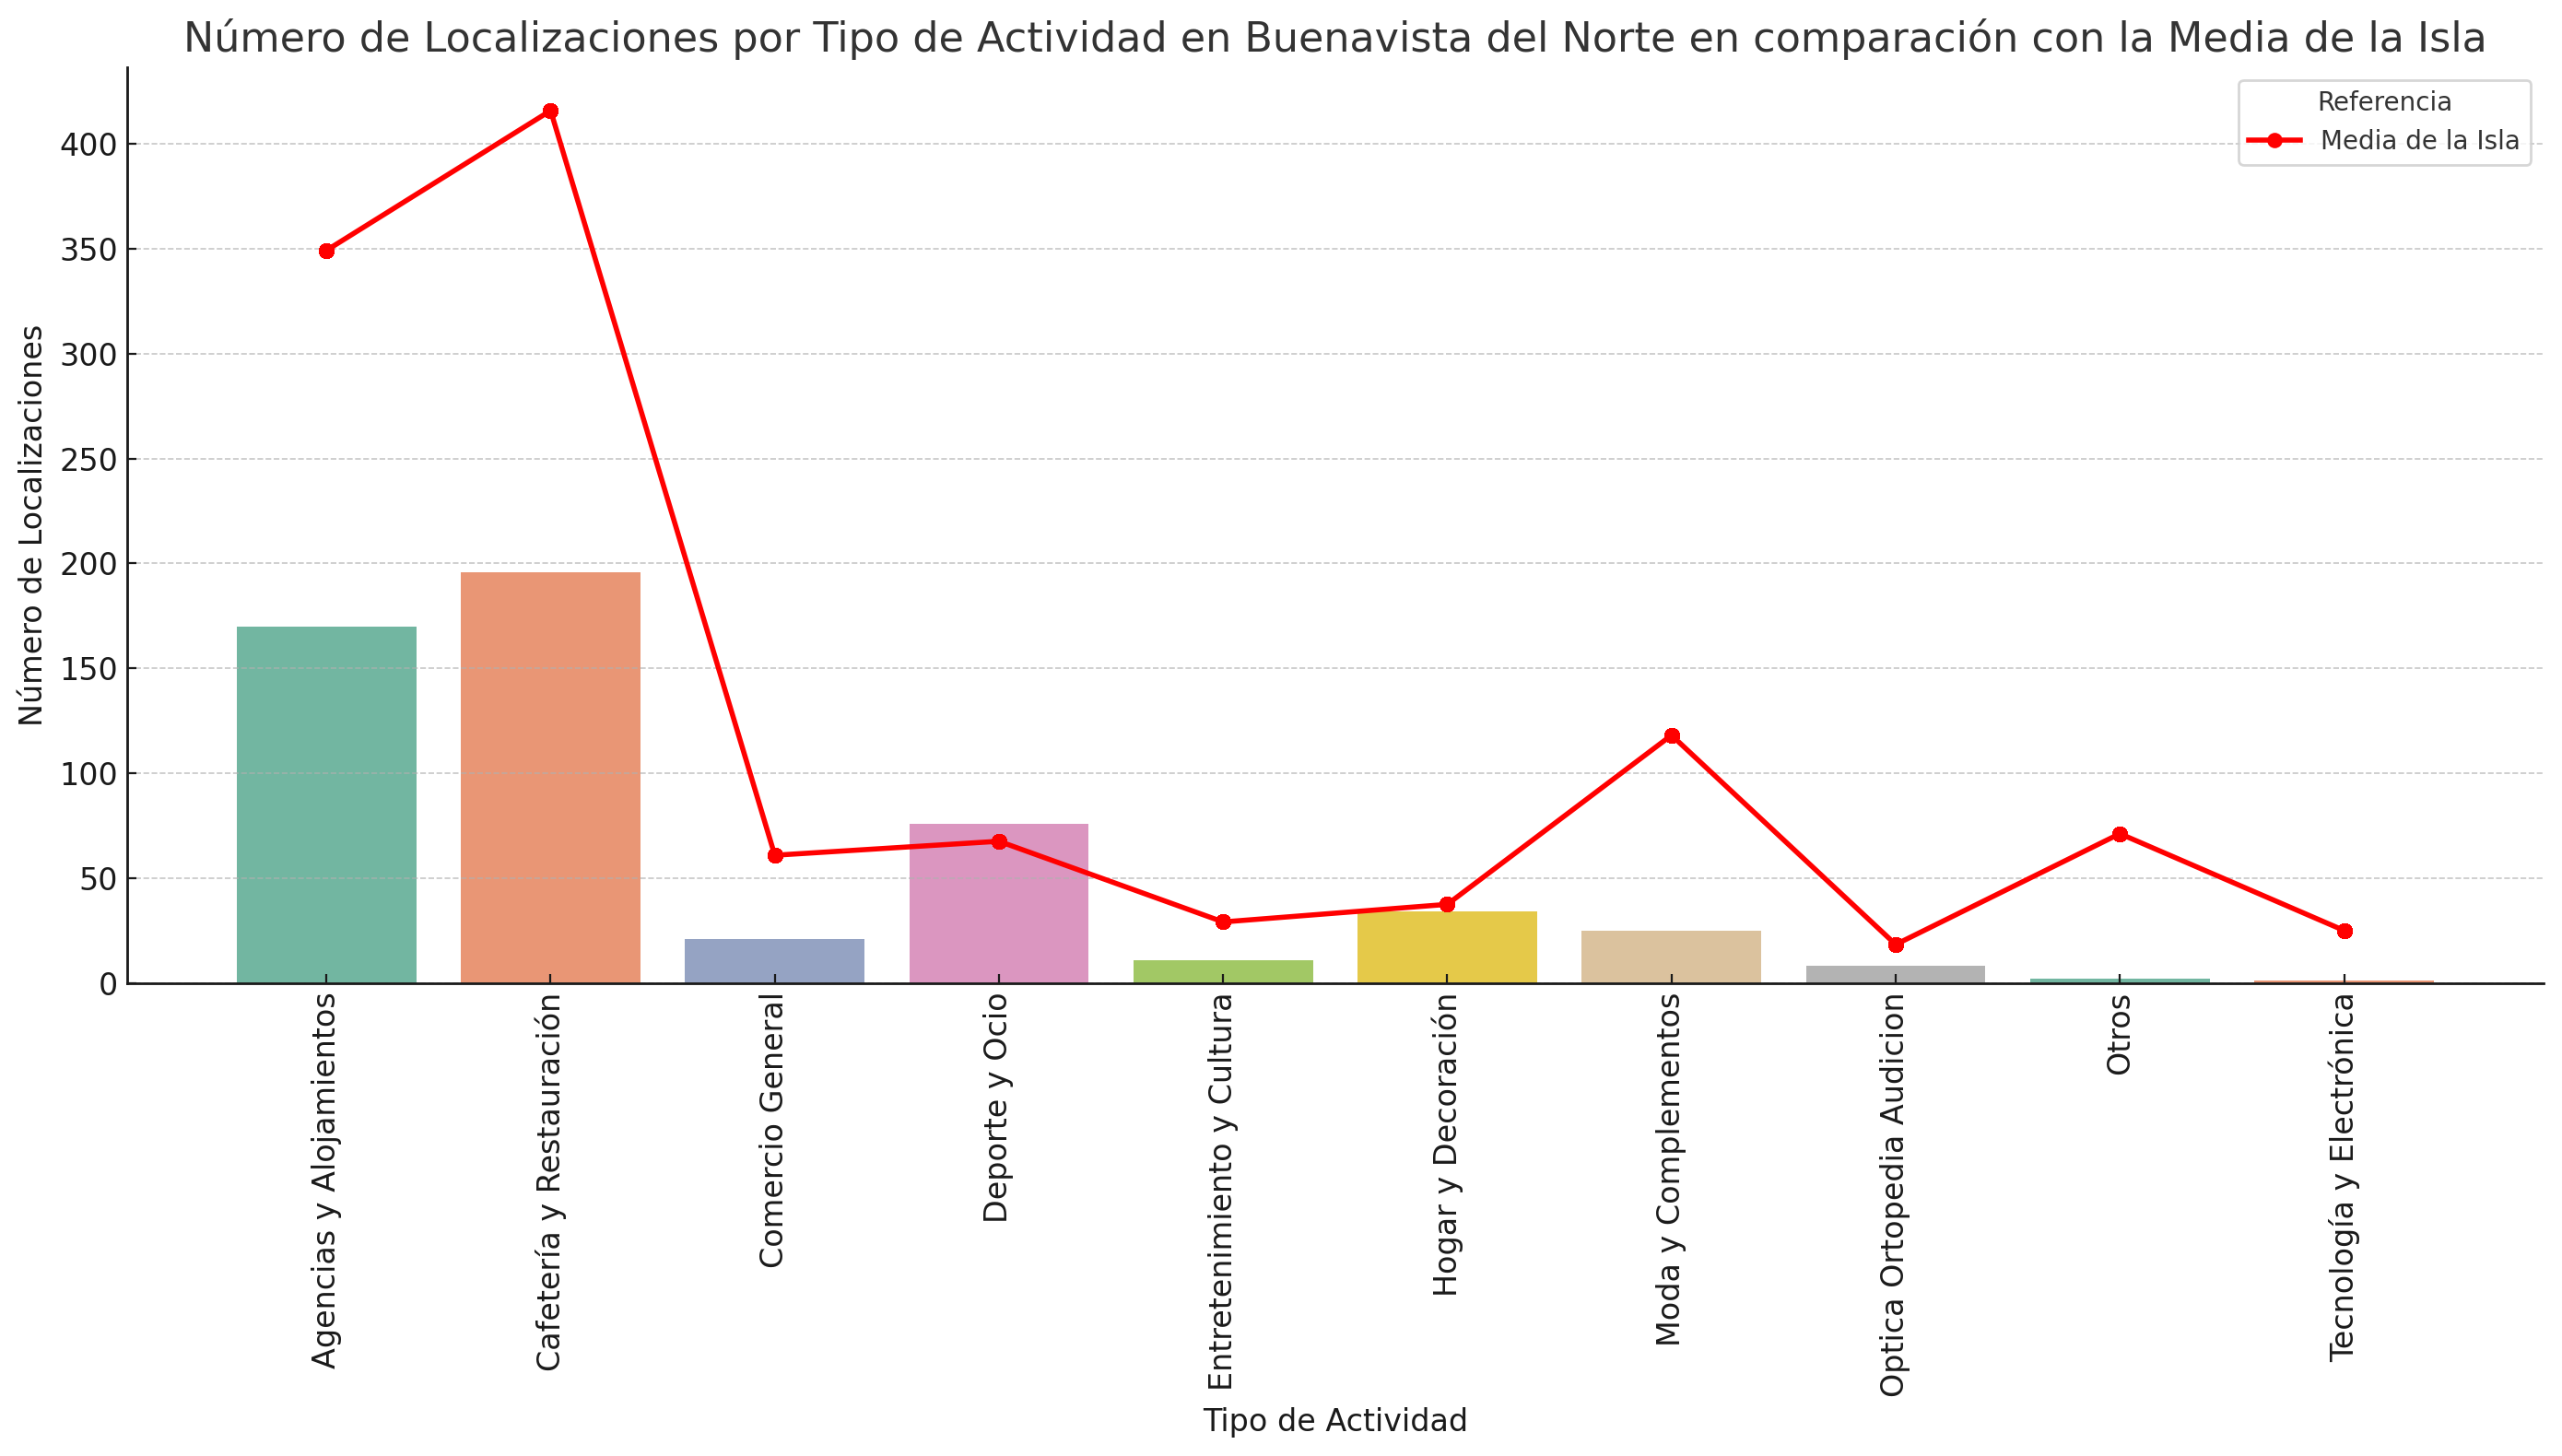 Número de Localizaciones por Tipo de Actividad en Buenavista del Norte en comparación con la Media de la Isla
Referencia
Media de la Isla
Número de Localizaciones
400
350
300
250
200
150
100
50
0
Agencias y Alojamientos
Cafetería y Restauración
Comercio General
Deporte y Ocio
Entretenimiento y Cultura
Hogar y Decoración
Moda y Complementos
Optica Ortopedia Audicion
Otros
Tecnología y Electrónica
Tipo de Actividad